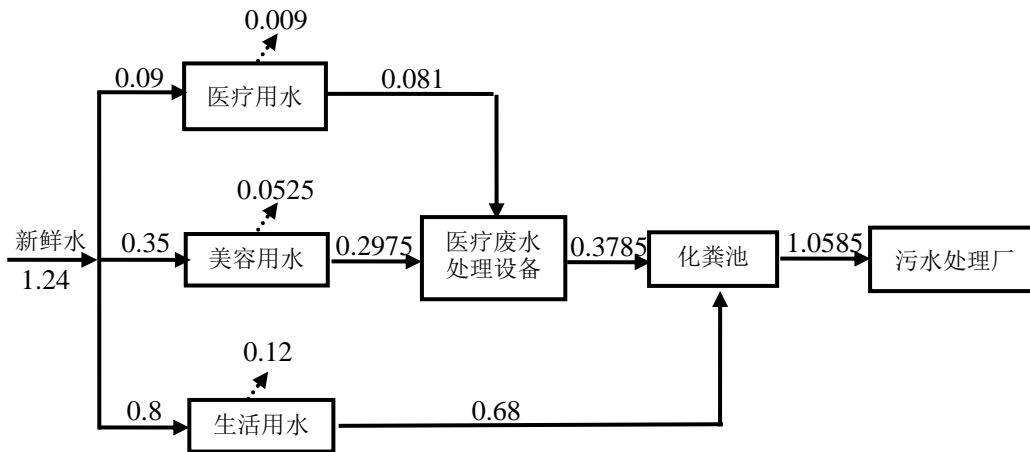 0.009
0.09
医疗用水
0.081
0.0525
新鲜水
1.24
0.35
美容用水
0.2975
医疗废水
处理设备
0.3785
化粪池
1.0585
污水处理厂
0.12
0.8
生活用水
0.68